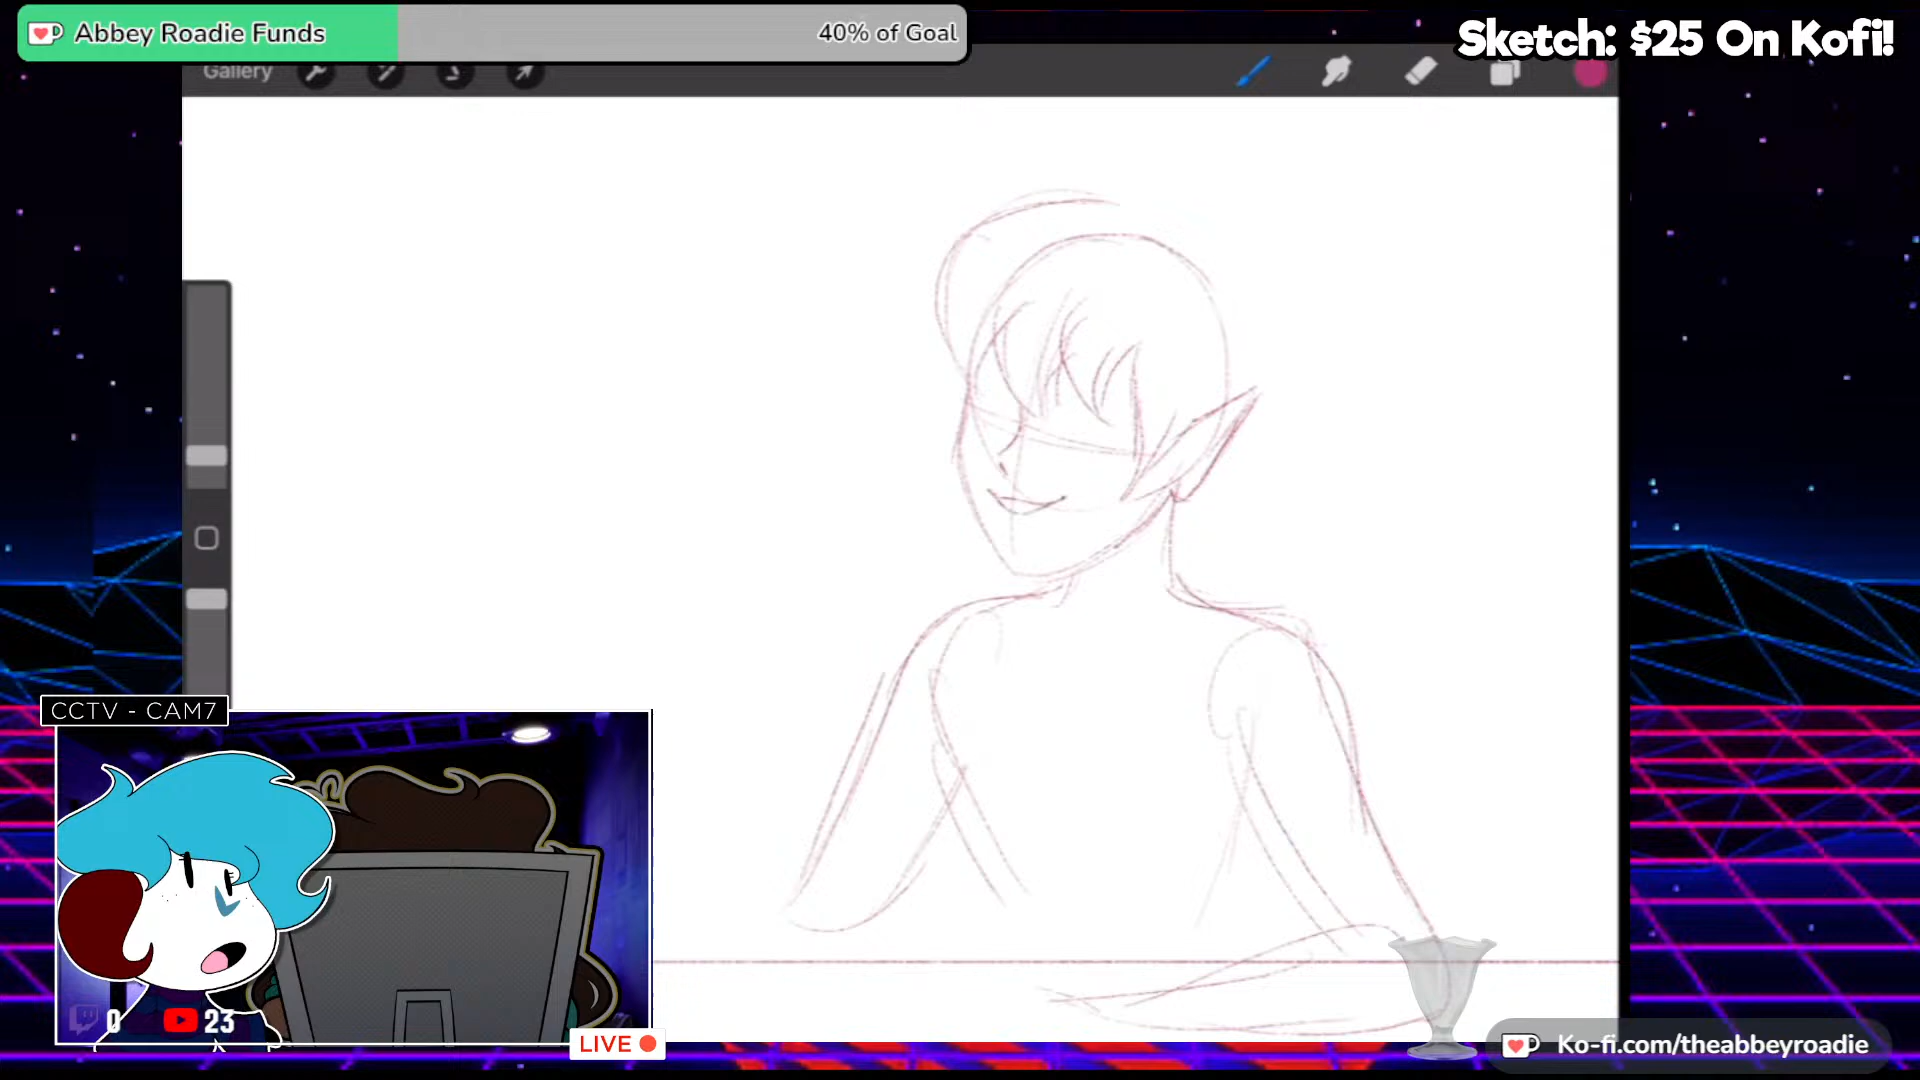 Abbey Roadie Funds
40% of Goal
Sketch: $25 On Kofi!
Gallery
CCTV - CAM7
0
23
LIVE
Ko-fi.com/theabbeyroadie